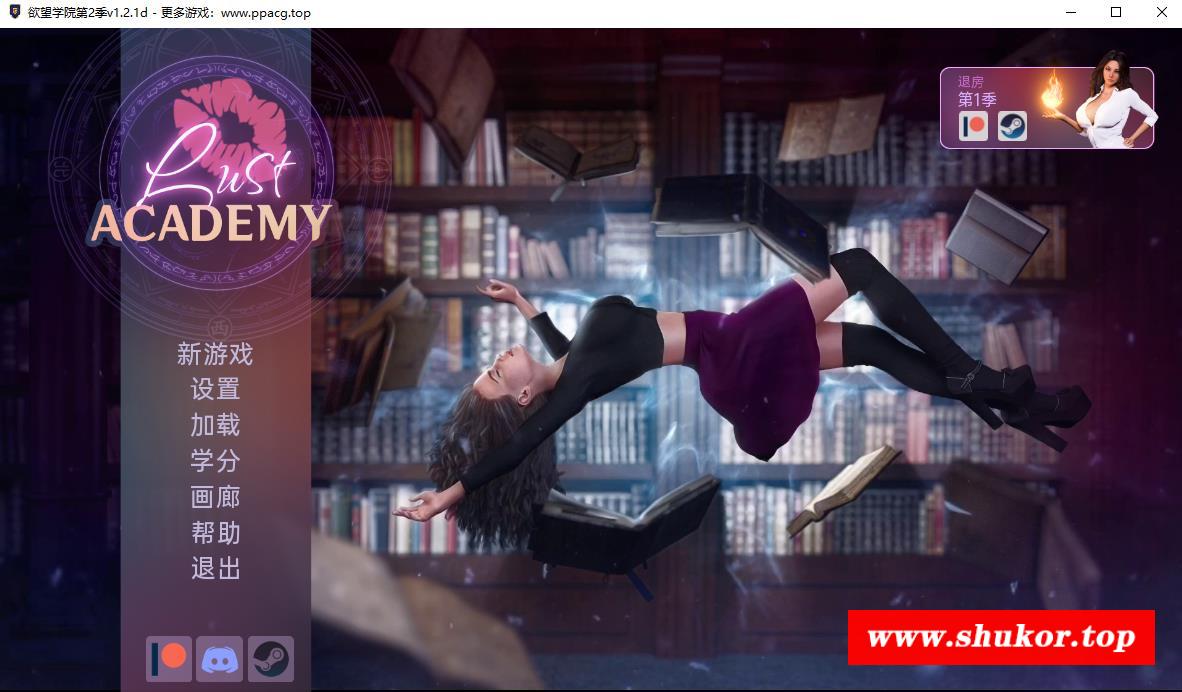 欲望学院第2季v1.2.1d - 更多游戏：www.ppacg.top
Lust
ACADEMY
退房
第1季
西
新游戏
设置
加载
学分
画廊
帮助
退出
www.shukor.top